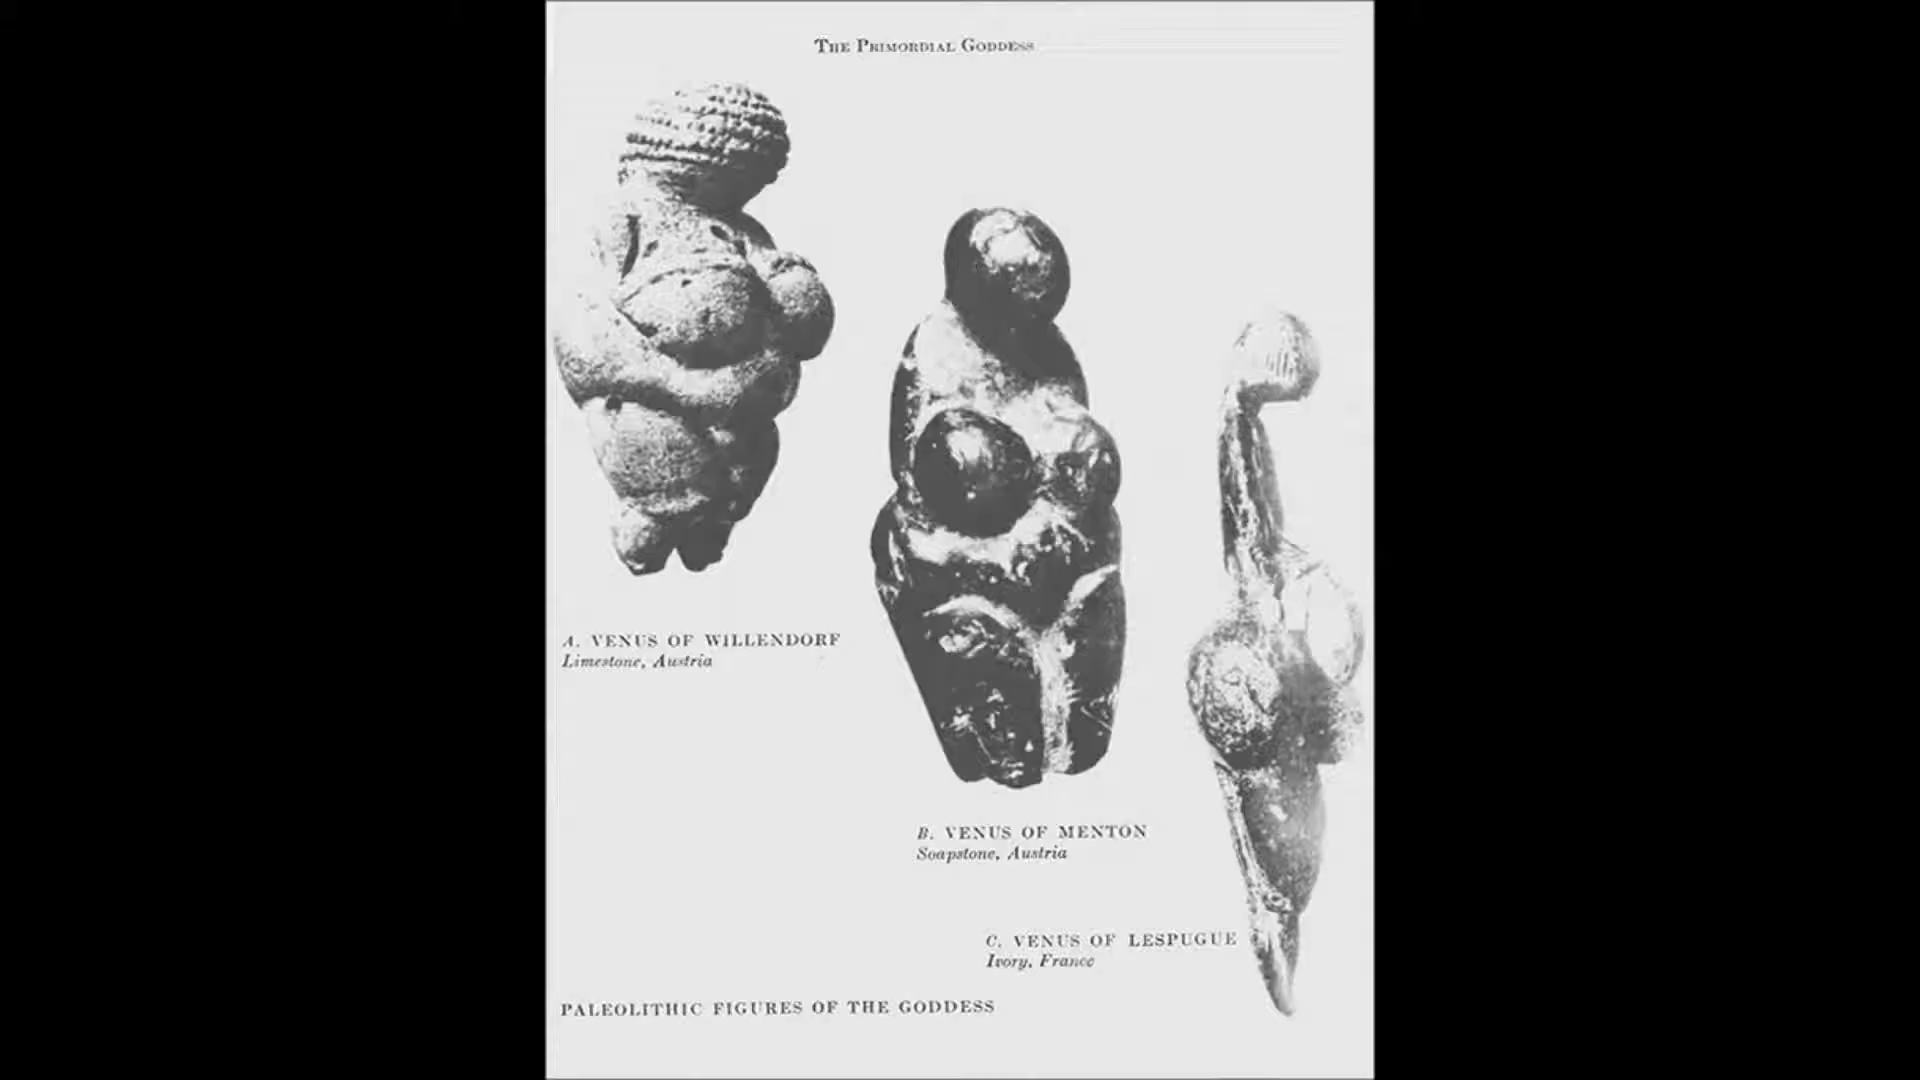 THE PRIMORDIAL GODDESS
A. VENUS OF WILLENDORF
Limestone, Austria
B. VENUS OF MENTON
Soapstone, Austria
C. VENUS OF LESPUGUE
Ivory, France
PALEOLITHIC FIGURES OF THE GODDESS